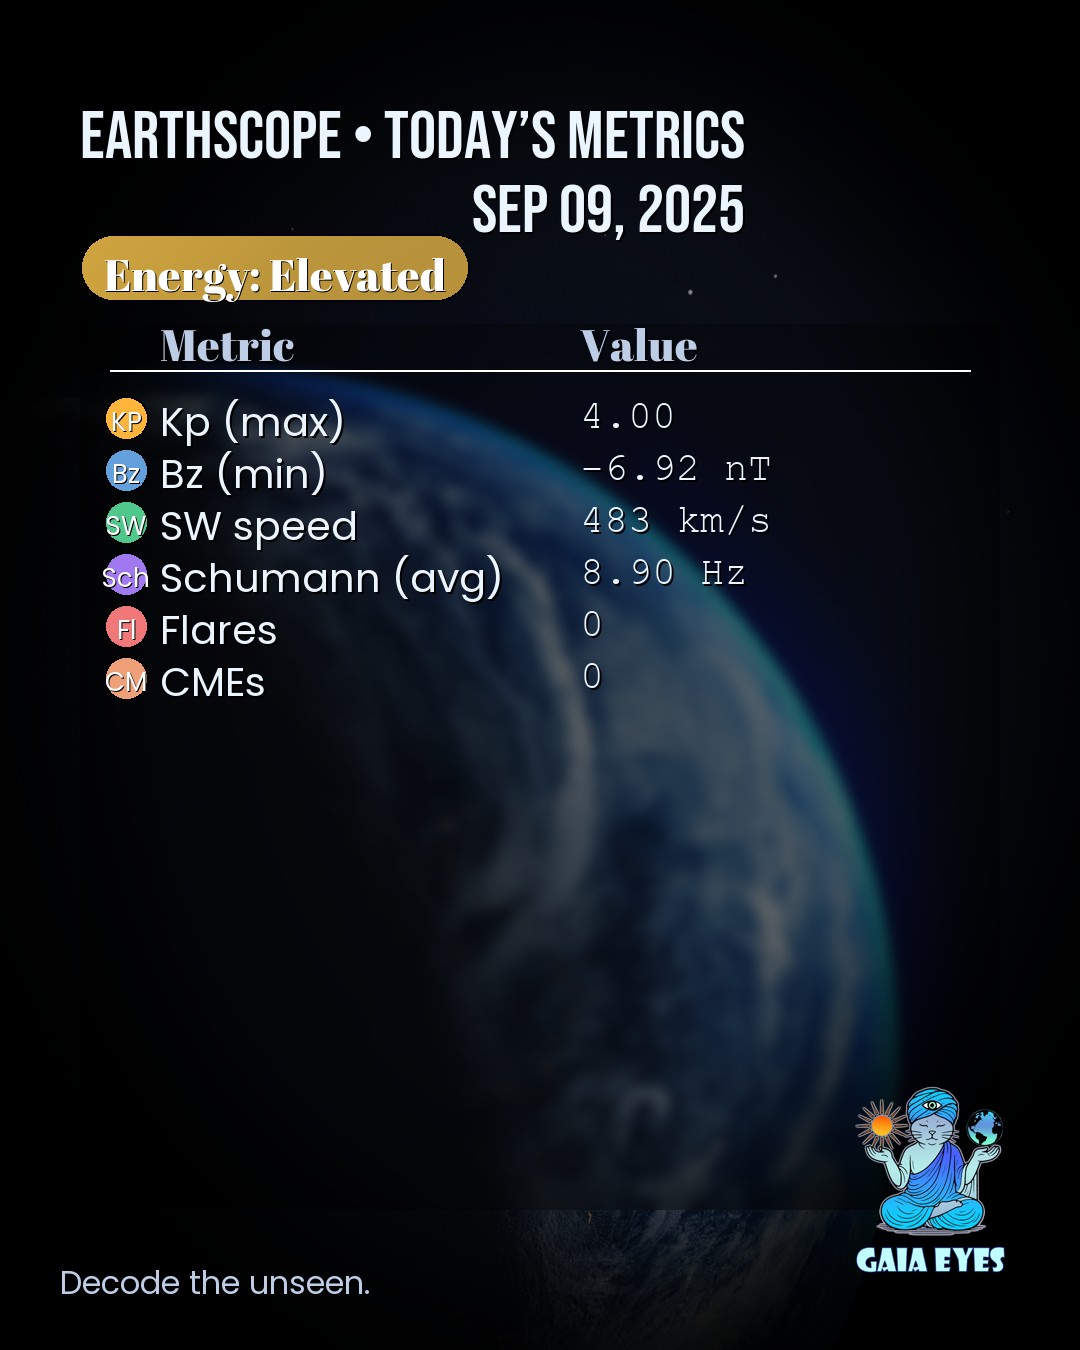 EARTHSCOPE • TODAY’S METRICS
SEP 09, 2025
Energy: Elevated
Metric Value
KP Kp (max) 4.00
Bz Bz (min) -6.92 nT
SW SW speed 483 km/s
Sch Schumann (avg) 8.90 Hz
Fl Flares 0
CM CMEs 0
GAIA EYES
Decode the unseen.